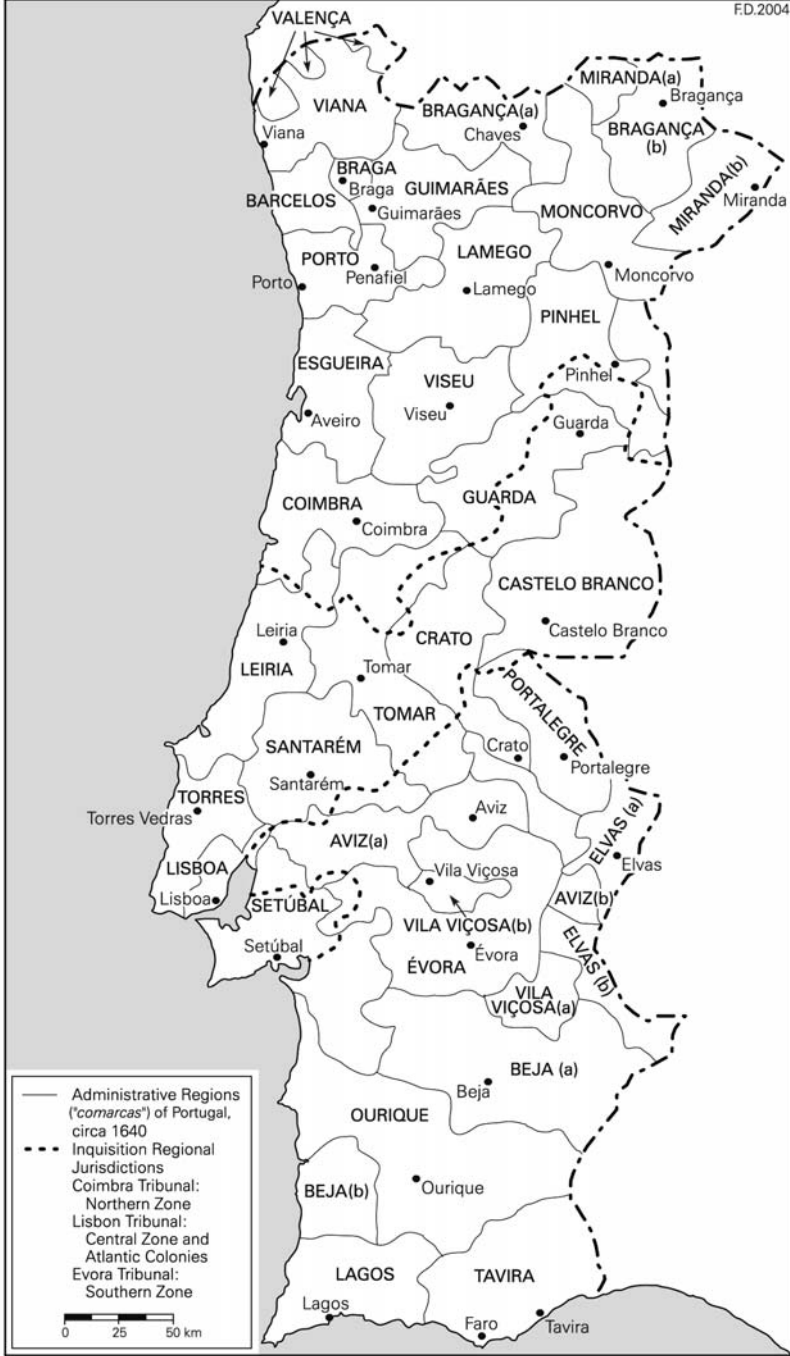 F.D.2004
VALENÇA
VIANA
Viana
BRAGANÇA(a)
Chaves
MIRANDA(a)
Bragança
BRAGANÇA
(b)
MIRANDA(b)
Miranda
BRAGA
Braga
BARCELOS
GUIMARÃES
Guimarães
MONCORVO
Moncorvo
PORTO
Penafiel
Porto
LAMEGO
Lamego
PINHEL
Pinhel
ESGUEIRA
Aveiro
VISEU
Viseu
Guarda
GUARDA
COIMBRA
Coimbra
CASTELO BRANCO
Castelo Branco
Leiria
LEIRIA
CRATO
Tomar
TOMAR
PORTALEGRE
Crato
Portalegre
SANTARÉM
Santarém
TORRES
Torres Vedras
Aviz
AVIZ(a)
ELVAS (a)
Elvas
LISBOA
Lisboa
Vila Viçosa
AVIZ(b)
SETÚBAL
Setúbal
VILA VIÇOSA(b)
Évora
ÉVORA
ELVAS (b)
VILA
VIÇOSA(a)
BEJA (a)
Beja
OURIQUE
Ourique
BEJA(b)
LAGOS
Lagos
TAVIRA
Tavira
Faro
Administrative Regions
("comarcas") of Portugal,
circa 1640
Inquisition Regional
Jurisdictions
Coimbra Tribunal:
Northern Zone
Lisbon Tribunal:
Central Zone and
Atlantic Colonies
Evora Tribunal:
Southern Zone
0 25 50 km